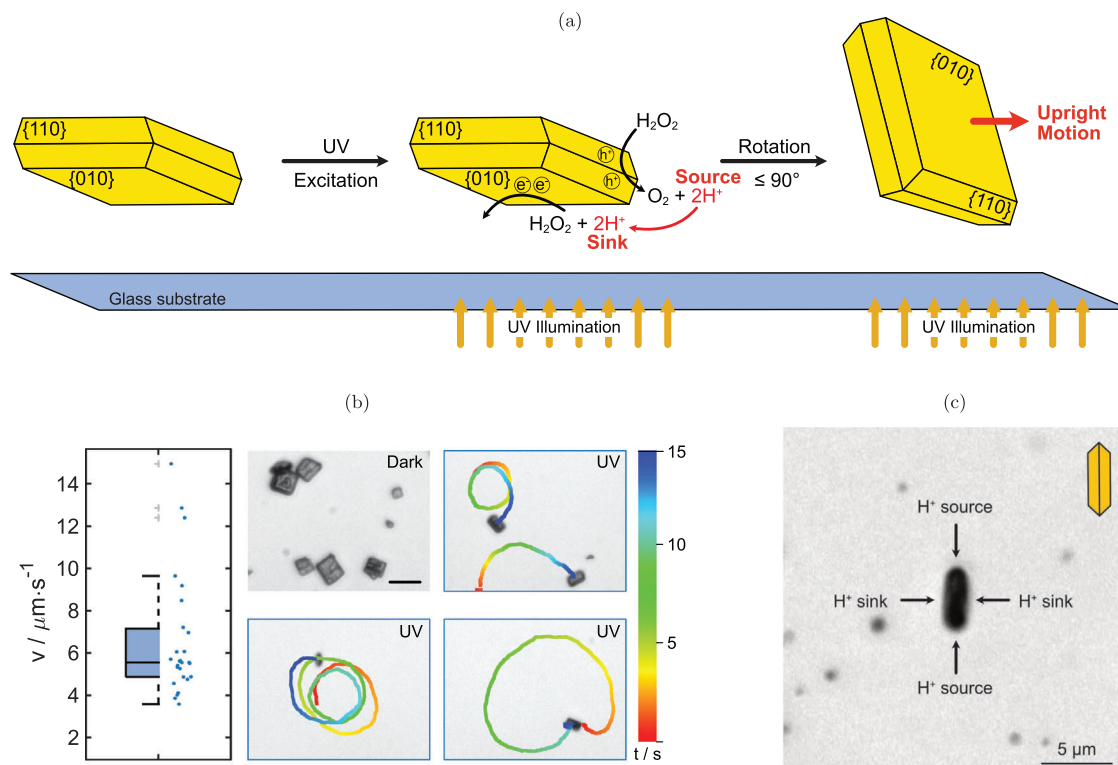 (a)
{110}
{010}
UV
Excitation
{110}
{010}
e⁻ e⁻
h⁺
h⁺
H₂O₂
Source
O₂ + 2H⁺
H₂O₂ + 2H⁺
Sink
Rotation
≤ 90°
{010}
{110}
Upright
Motion
Glass substrate
UV Illumination
UV Illumination
(b)
v / μm·s⁻¹
14
12
10
8
6
4
2
Dark
UV
UV
UV
15
10
5
t / s
(c)
H⁺ source
H⁺ sink
H⁺ sink
H⁺ source
5 μm